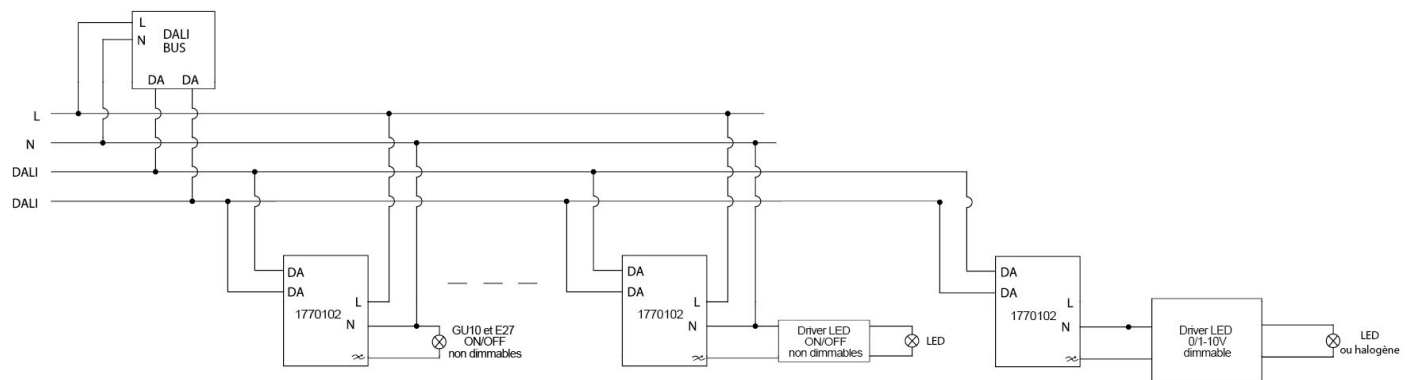 L
N
DALI
BUS
DA DA
L
N
DALI
DALI
DA
DA
1770102
L
N
GU10 et E27
ON/OFF
non dimmables
DA
DA
1770102
L
N
Driver LED
ON/OFF
non dimmables
LED
DA
DA
1770102
L
N
Driver LED
0/1-10V
dimmable
LED
ou halogène